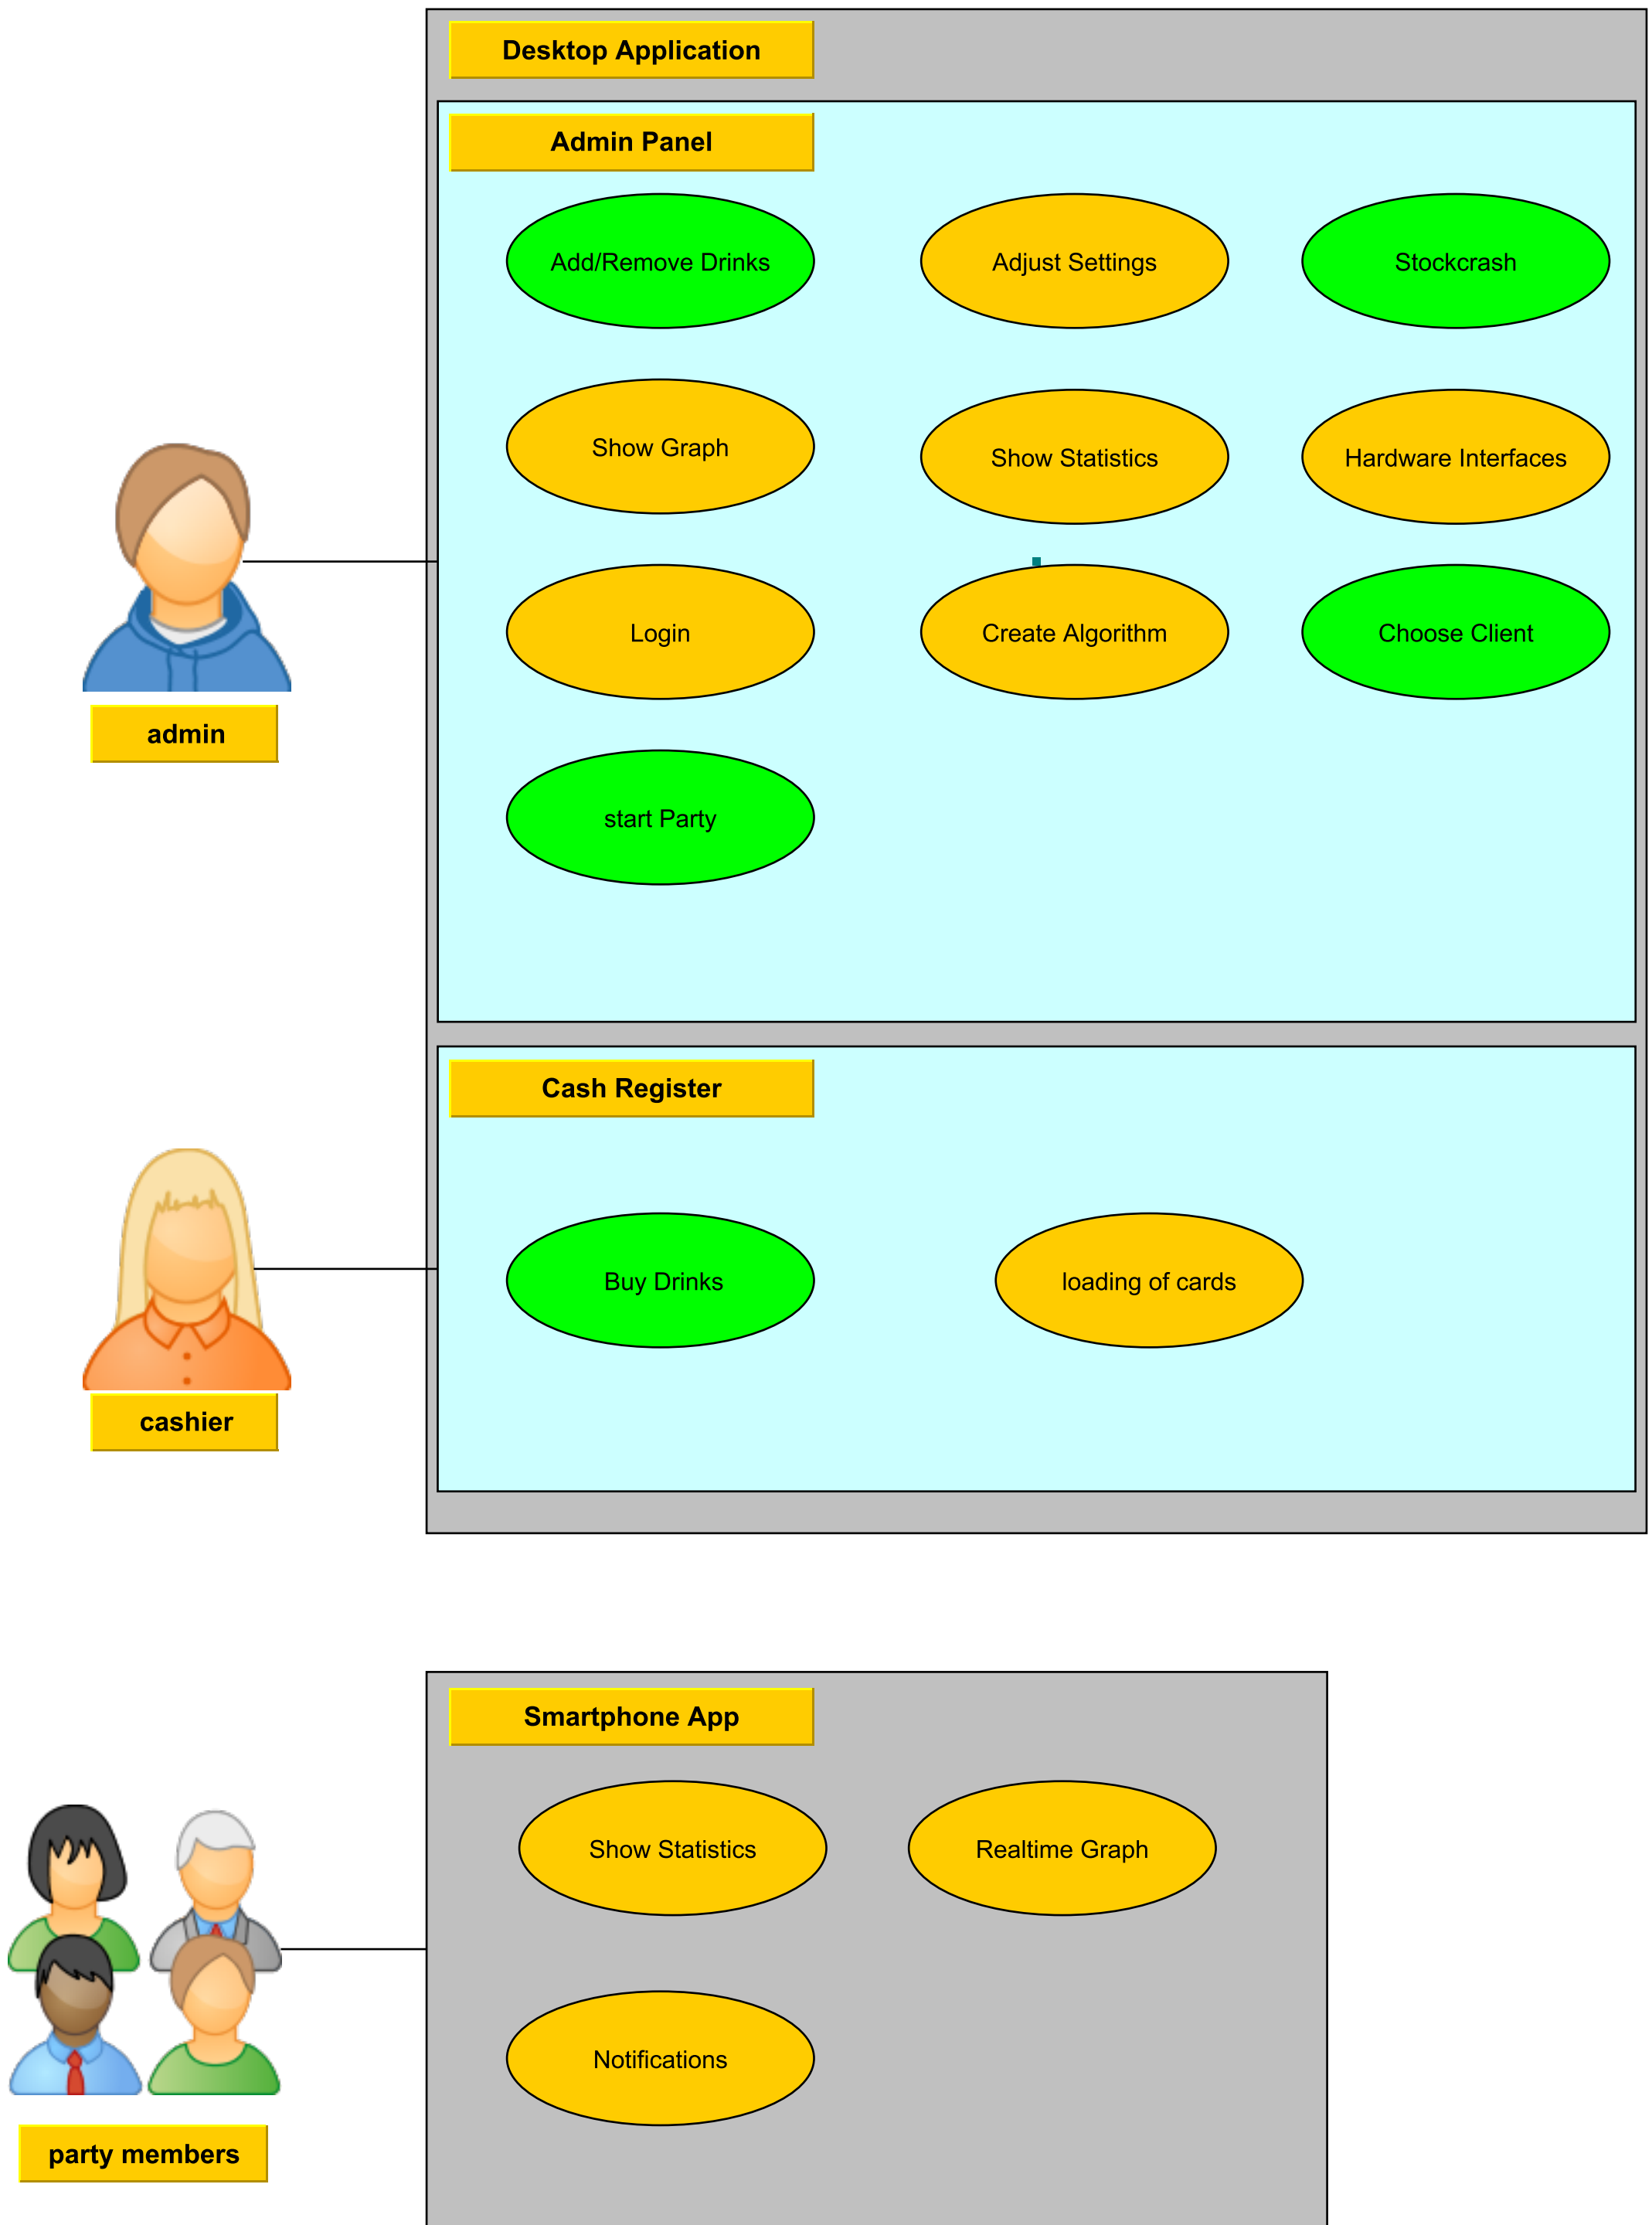 Desktop Application
Admin Panel
Add/Remove Drinks
Adjust Settings
Stockcrash
Show Graph
Show Statistics
Hardware Interfaces
Login
Create Algorithm
Choose Client
admin
start Party
Cash Register
Buy Drinks
loading of cards
cashier
Smartphone App
Show Statistics
Realtime Graph
Notifications
party members